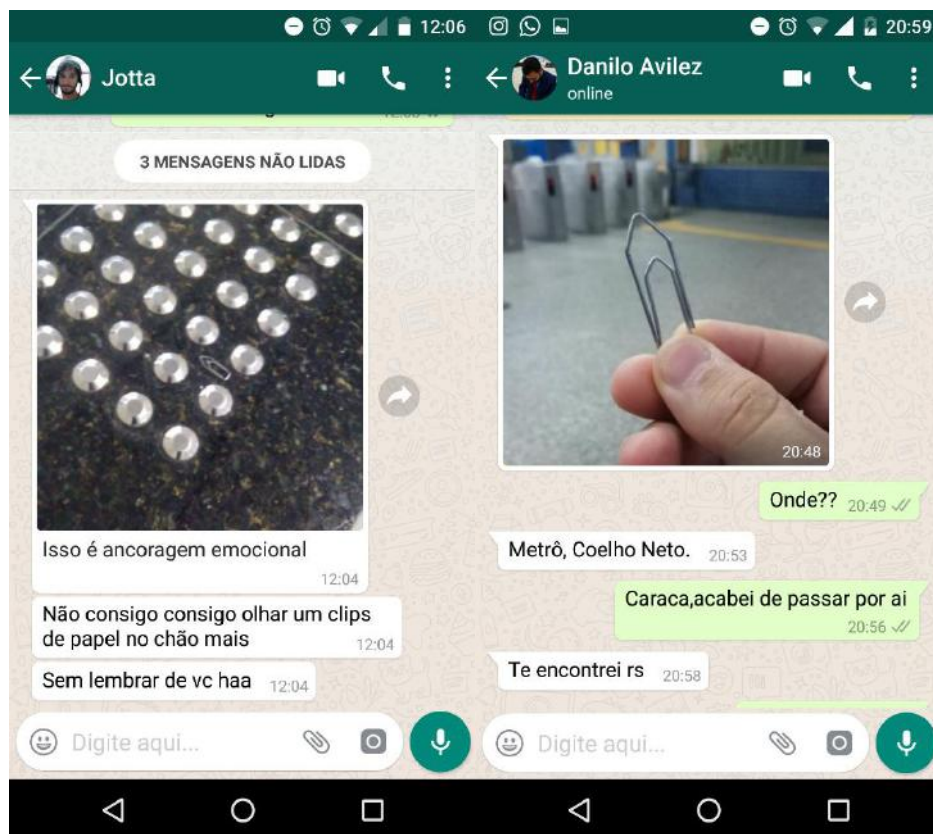 12:06
Jotta
3 MENSAGENS NÃO LIDAS
Isso é ancoragem emocional
12:04
Não consigo consigo olhar um clips
de papel no chão mais 12:04
Sem lembrar de vc haa 12:04
Digite aqui...
20:59
Danilo Avilez
online
20:48
Onde?? 20:49
Metrô, Coelho Neto. 20:53
Caraca,acabei de passar por ai
20:56
Te encontrei rs 20:58
Digite aqui...